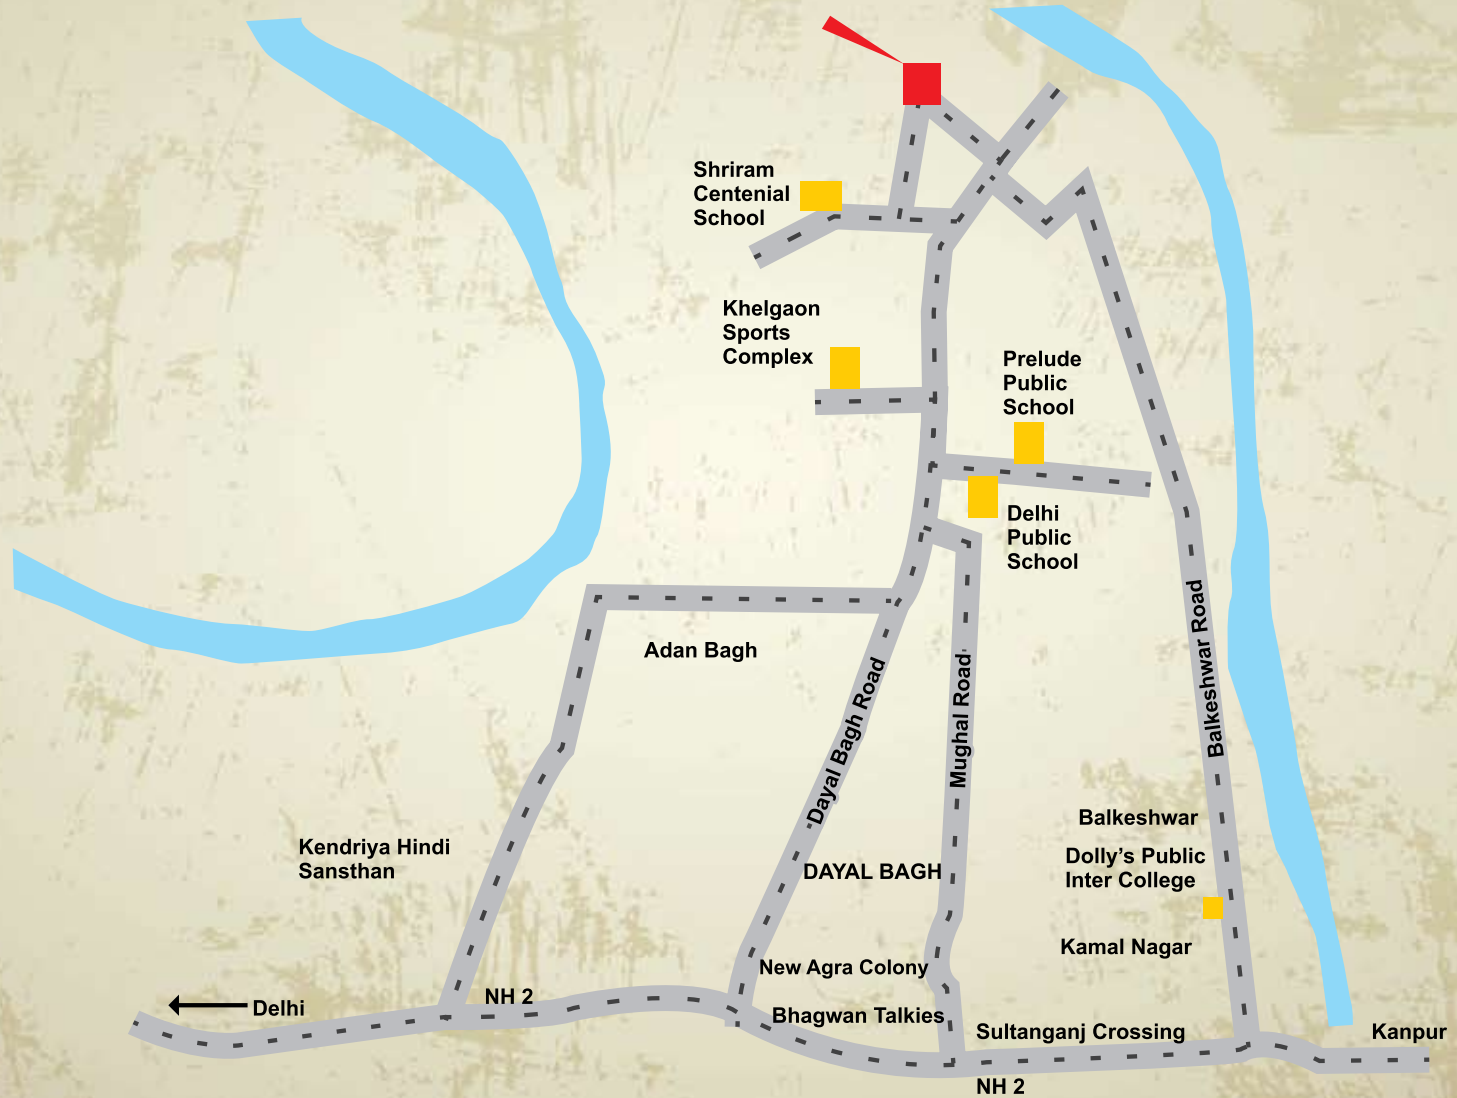 Shriram
Centenial
School
Khelgaon
Sports
Complex
Prelude
Public
School
Delhi
Public
School
Adan Bagh
Dayal Bagh Road
Mughal Road
Balkeshwar Road
Balkeshwar
Kendriya Hindi
Sansthan
Dolly's Public
Inter College
DAYAL BAGH
Kamal Nagar
New Agra Colony
NH 2
Delhi
Bhagwan Talkies
Sultanganj Crossing
Kanpur
NH 2